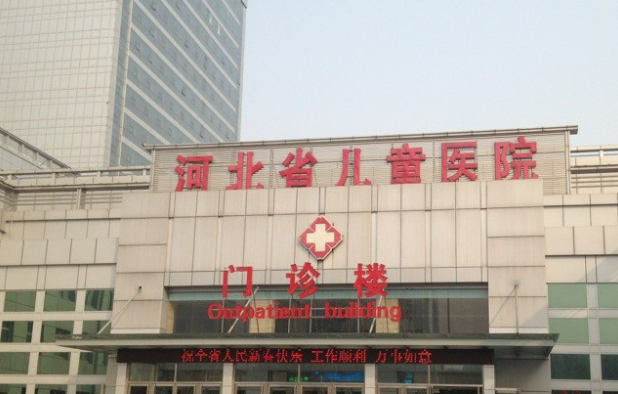 河北省儿童医院
门诊楼
Outpatient building
祝全省人民新春快乐 工作顺利 万事如意